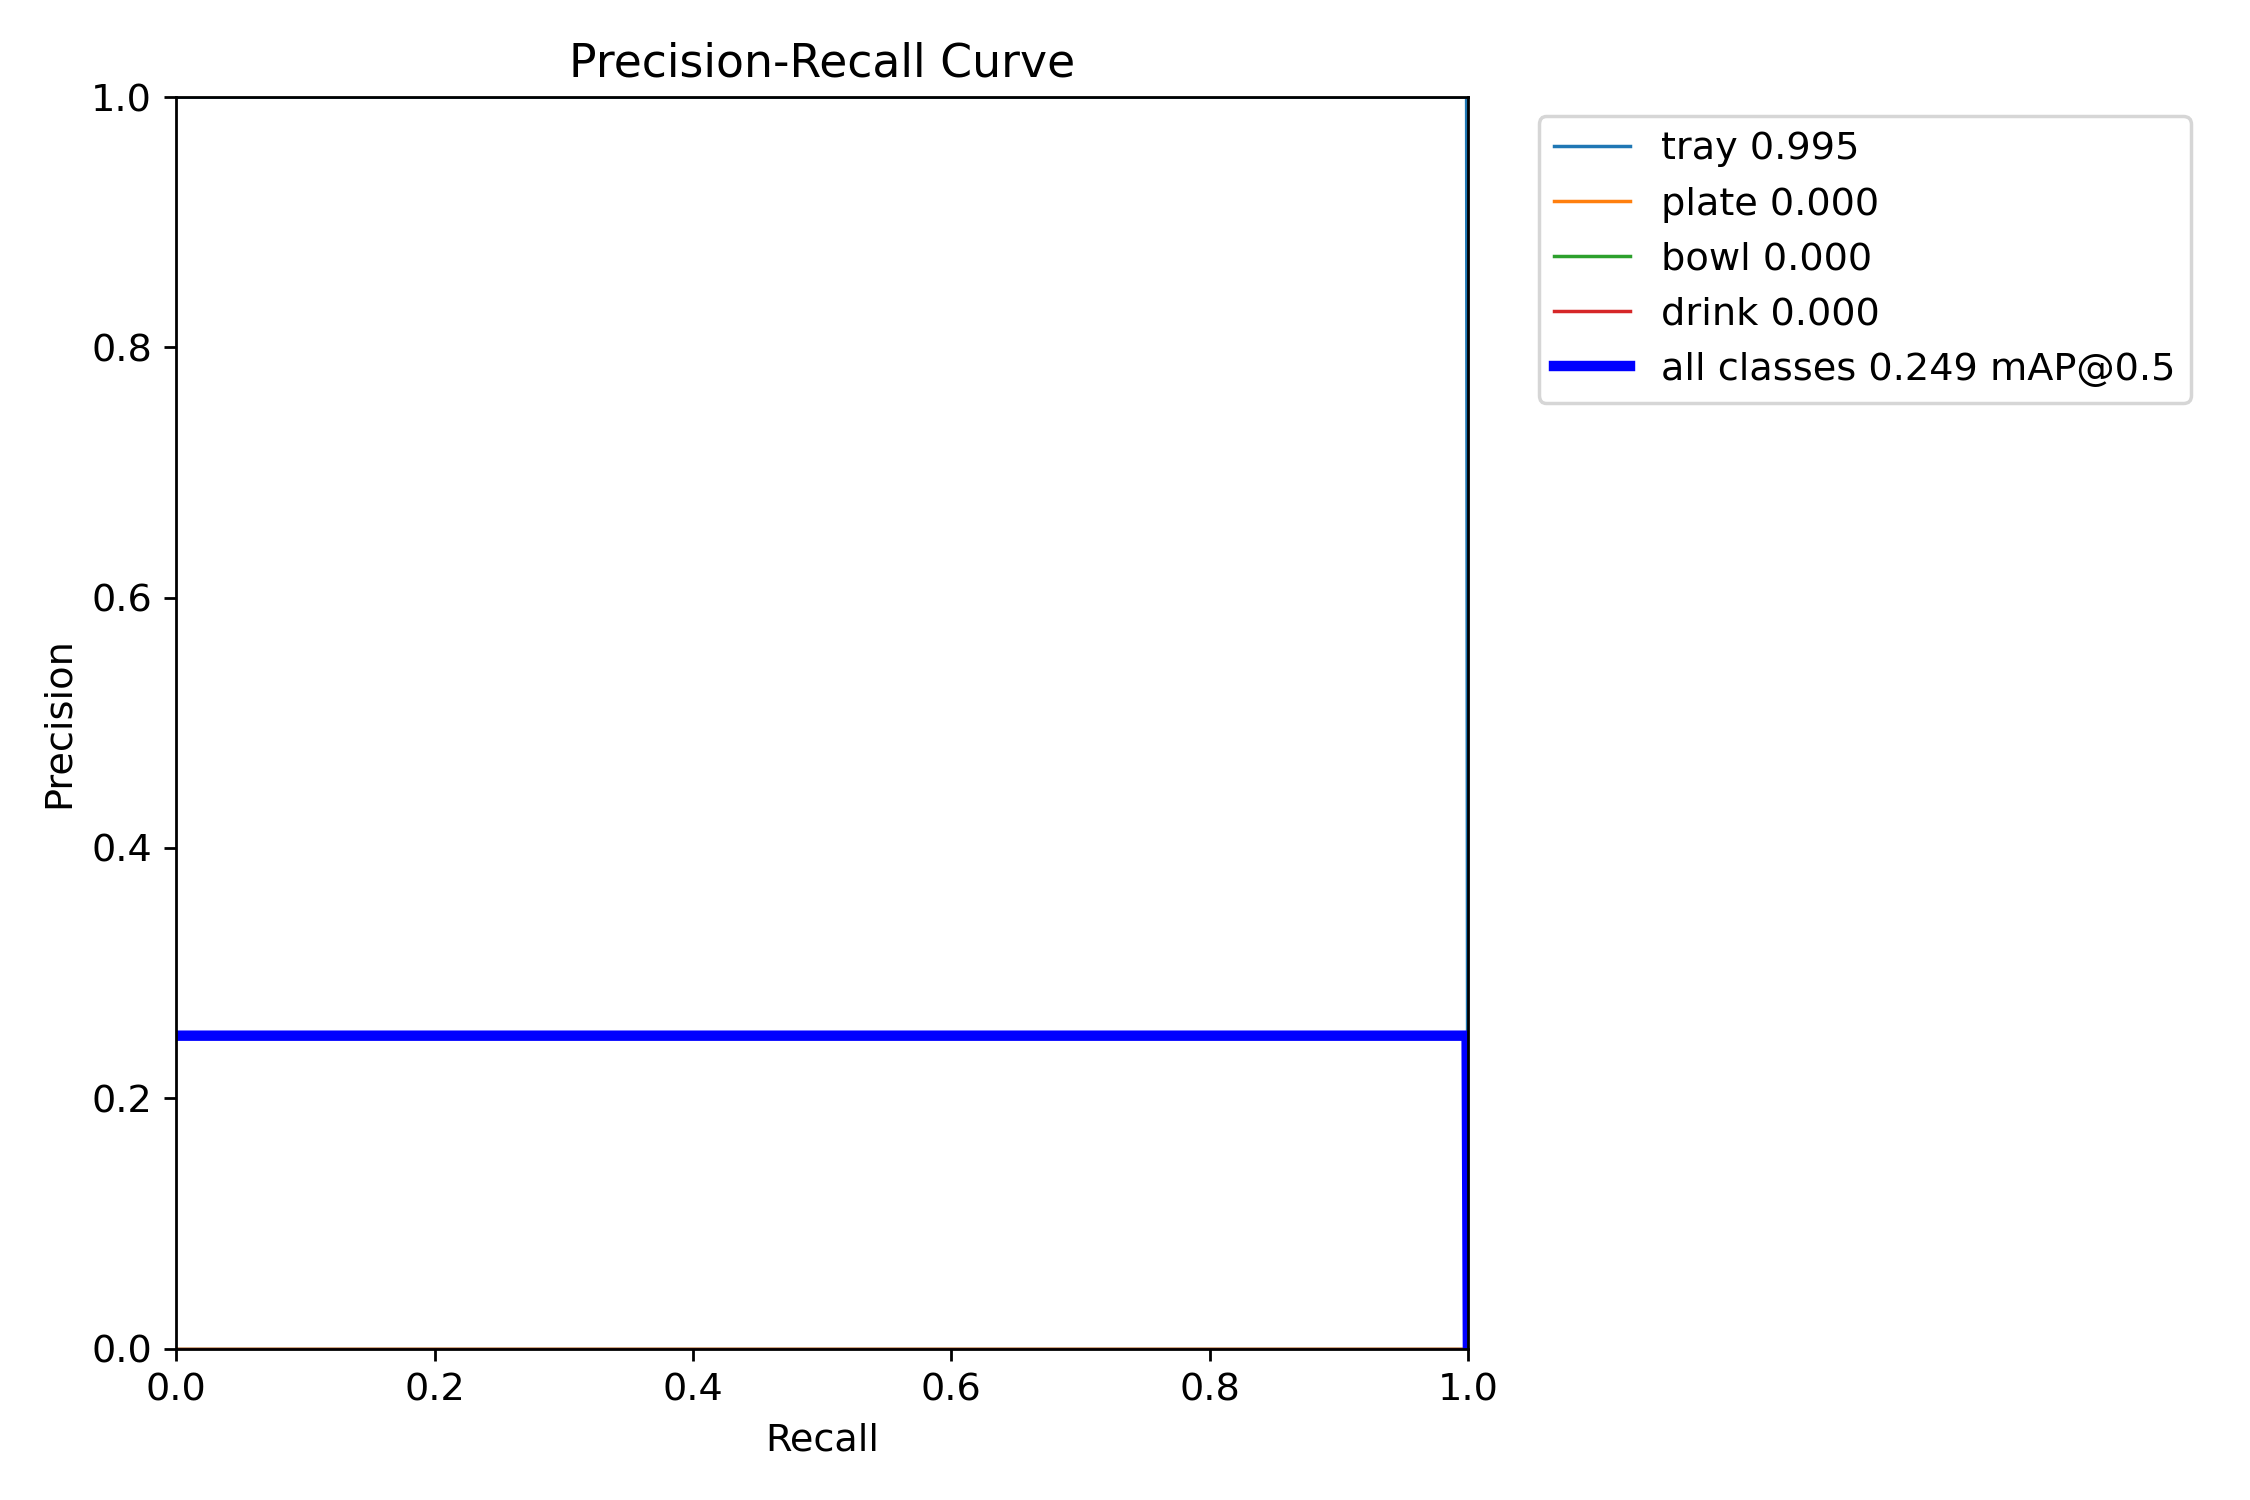 Precision-Recall Curve
1.0
0.8
0.6
0.4
0.2
0.0
Precision
0.0 0.2 0.4 0.6 0.8 1.0
Recall
tray 0.995
plate 0.000
bowl 0.000
drink 0.000
all classes 0.249 mAP@0.5